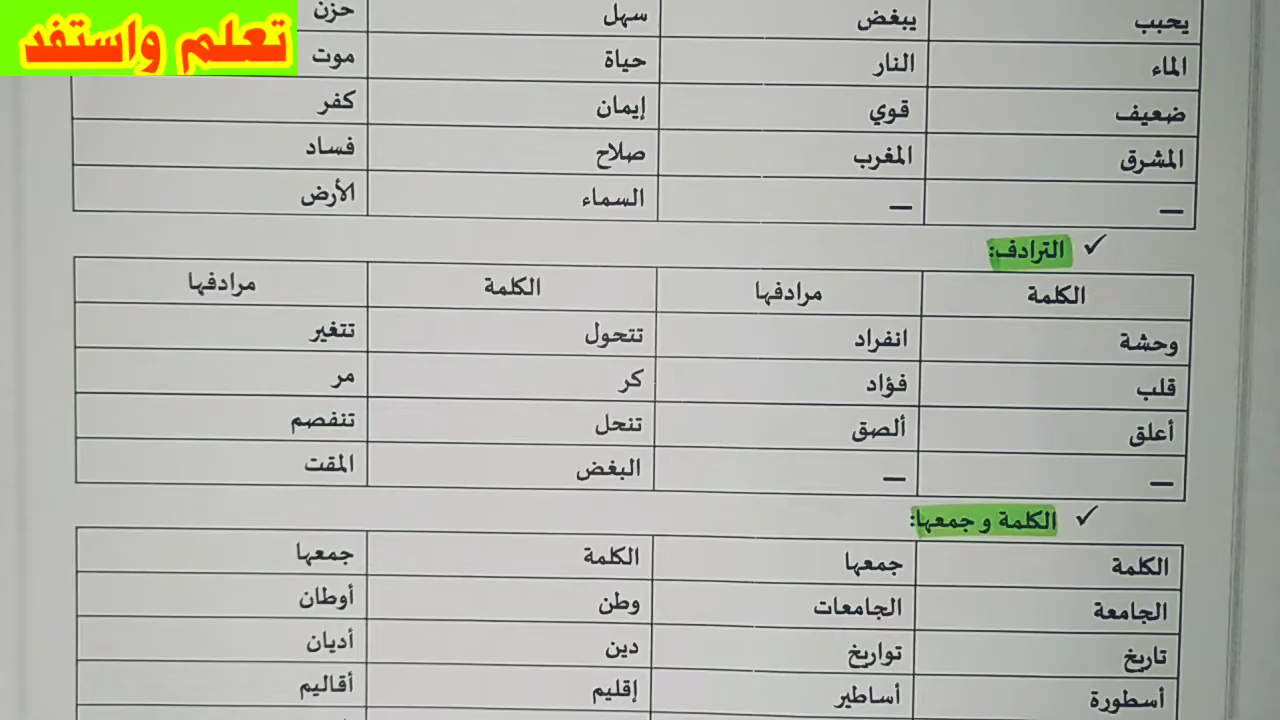 تعلم واستفد
يحبب يبغض سهل حزن
الماء النار حياة موت
ضعيف قوي إيمان كفر
المشرق المغرب صلاح فساد
— — السماء الأرض
✓ الترادف:
الكلمة مرادفها الكلمة مرادفها
وحشة انفراد تتحول تتغير
قلب فؤاد كر مر
أعلق ألصق تنحل تنفصم
— — البغض المقت
✓ الكلمة و جمعها:
الكلمة جمعها الكلمة جمعها
الجامعة الجامعات وطن أوطان
تاريخ تواريخ دين أديان
أسطورة أساطير إقليم أقاليم